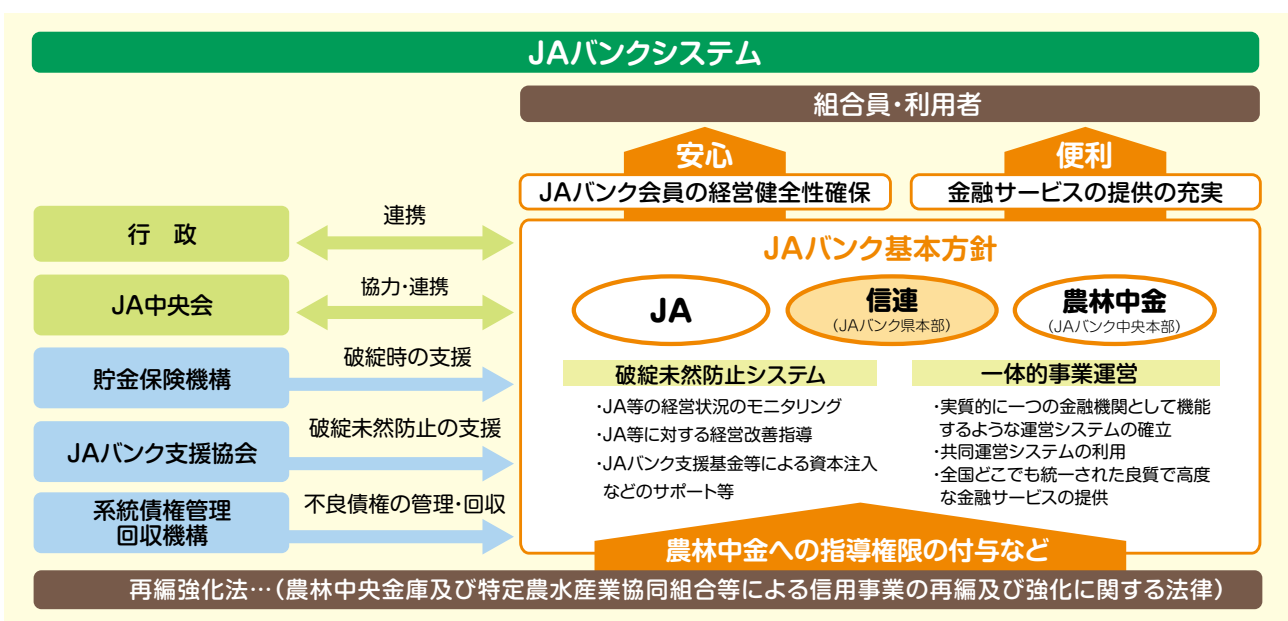 JAバンクシステム
組合員・利用者
安心
便利
JAバンク会員の経営健全性確保
金融サービスの提供の充実
行　政
連携
JA中央会
協力・連携
貯金保険機構
破綻時の支援
JAバンク支援協会
破綻未然防止の支援
系統債権管理
回収機構
不良債権の管理・回収
JAバンク基本方針
JA
信連
（JAバンク県本部）
農林中金
（JAバンク中央本部）
破綻未然防止システム
・JA等の経営状況のモニタリング
・JA等に対する経営改善指導
・JAバンク支援基金等による資本注入
などのサポート等
一体的事業運営
・実質的に一つの金融機関として機能
するような運営システムの確立
・共同運営システムの利用
・全国どこでも統一された良質で高度
な金融サービスの提供
農林中金への指導権限の付与など
再編強化法…（農林中央金庫及び特定農水産業協同組合等による信用事業の再編及び強化に関する法律）